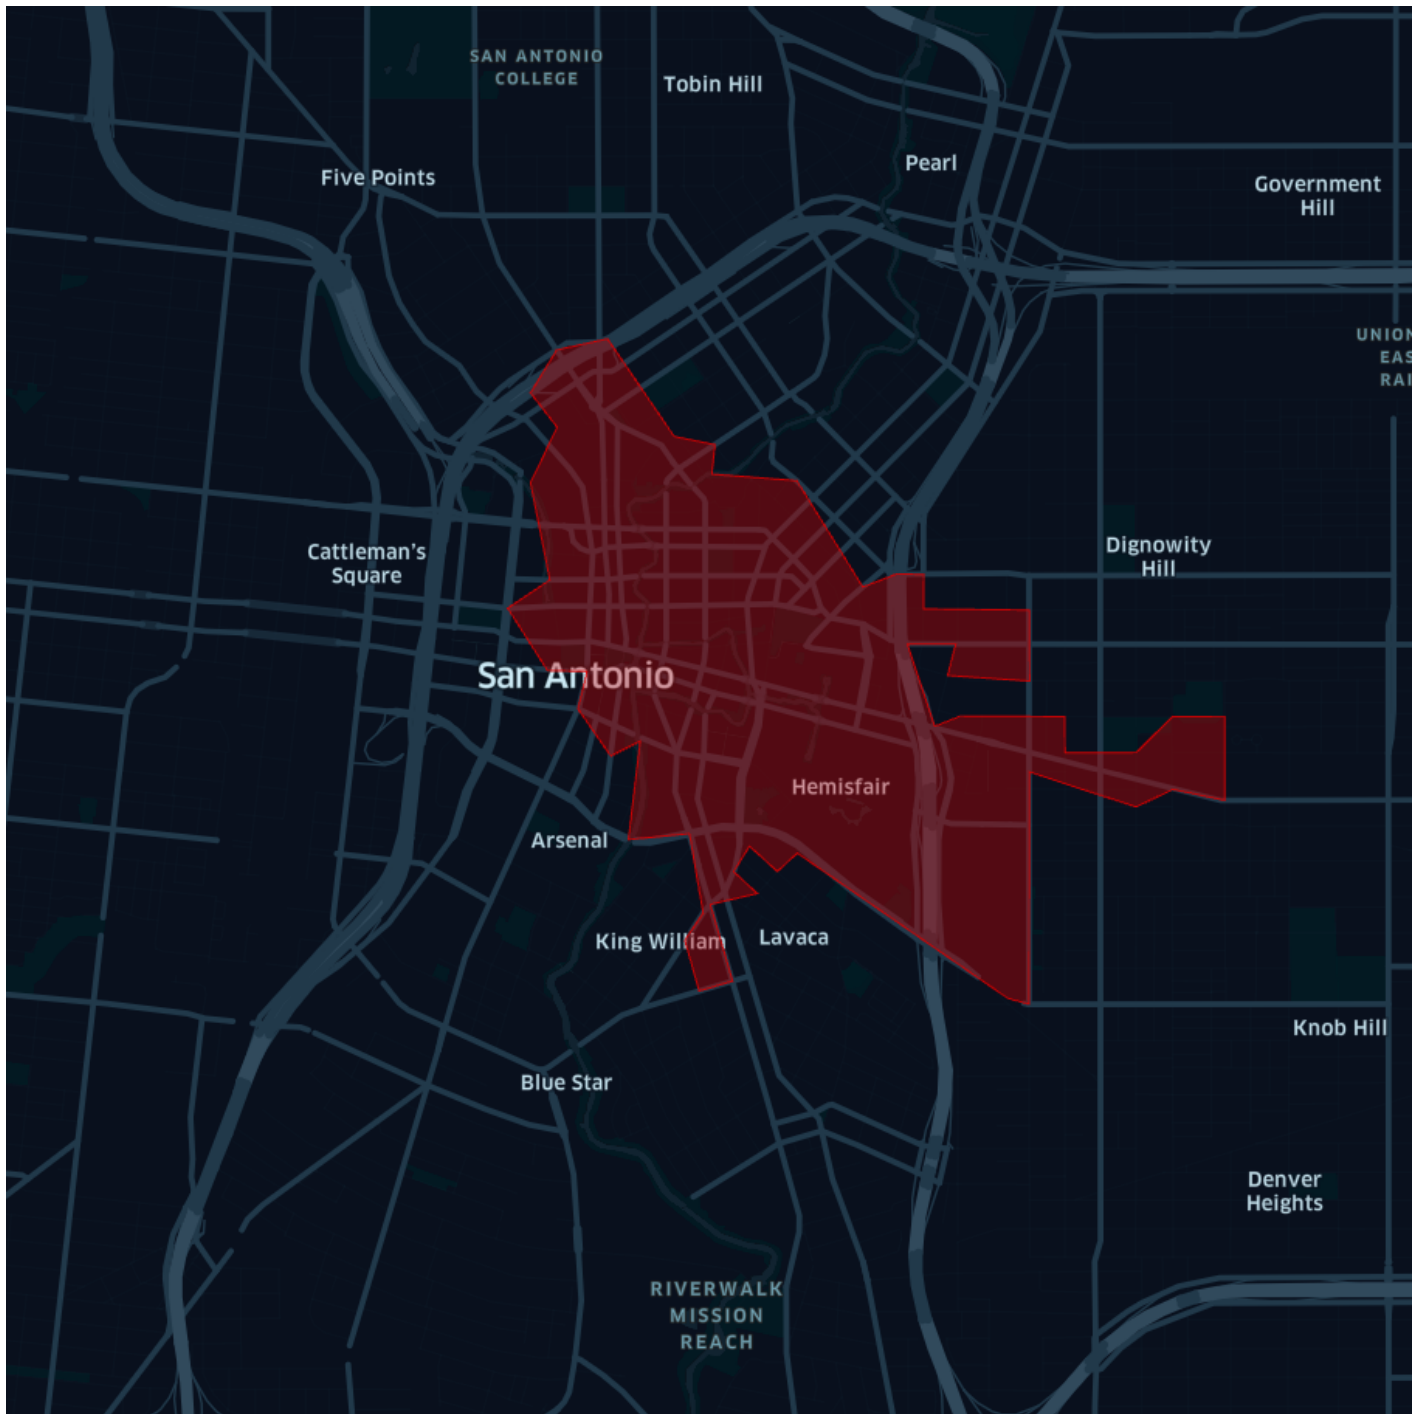 SAN ANTONIO
COLLEGE
Tobin Hill
Pearl
Five Points
Government
Hill
UNION
EAS
RAI
Cattleman's
Square
Dignowity
Hill
San Antonio
Hemisfair
Arsenal
King William
Lavaca
Knob Hill
Blue Star
Denver
Heights
RIVERWALK
MISSION
REACH